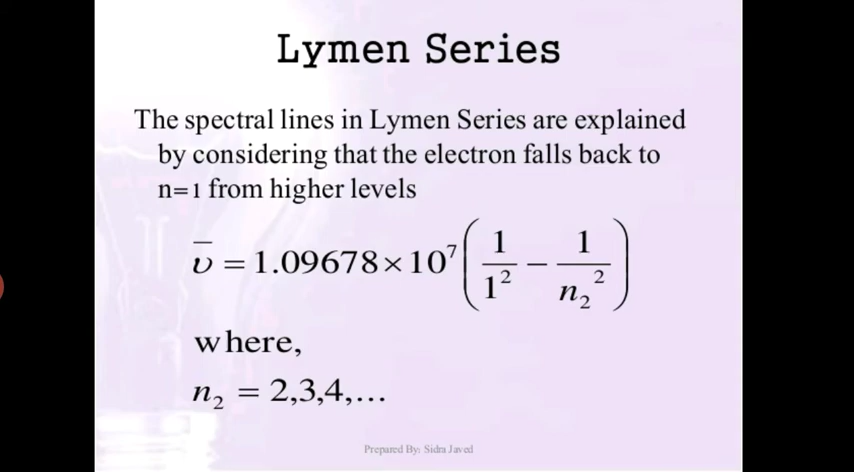 Lymen Series
The spectral lines in Lymen Series are explained
by considering that the electron falls back to
n=1 from higher levels
ῡ = 1.09678×10⁷(1/1² − 1/n₂²)
where,
n₂ = 2,3,4,...
Prepared By: Sidra Javed